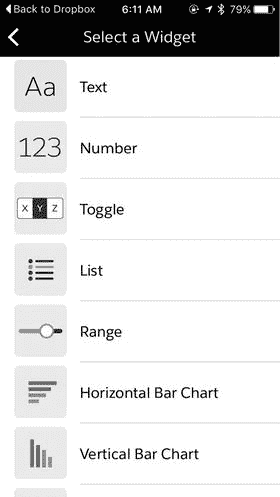 Back to Dropbox 6:11 AM 79%
Select a Widget
Aa Text
123 Number
X Y Z Toggle
List
Range
Horizontal Bar Chart
Vertical Bar Chart